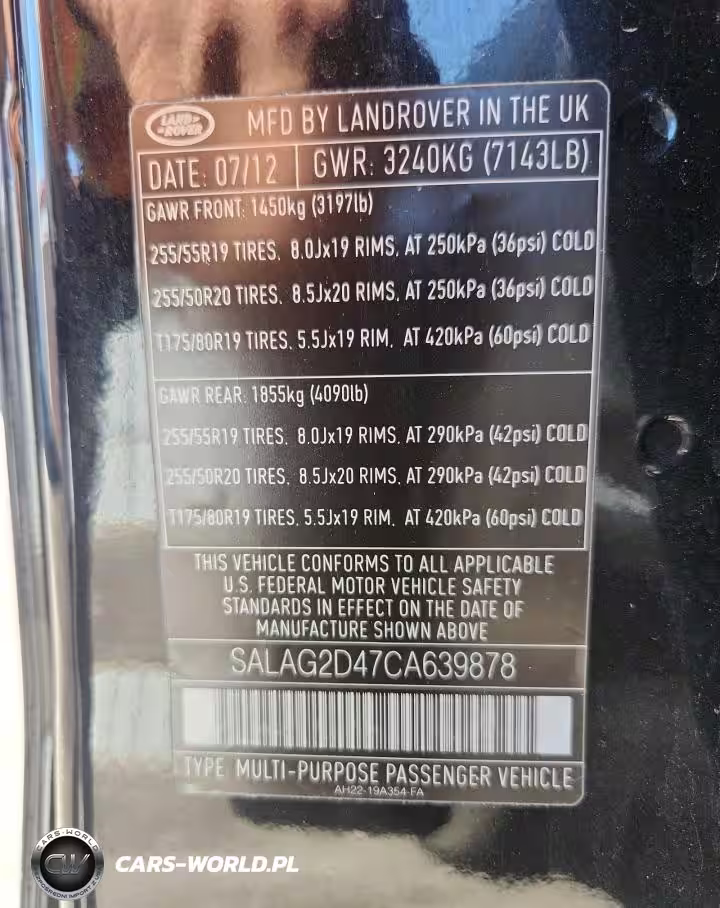 LAND-
-ROVER
MFD BY LANDROVER IN THE UK
DATE: 07/12
GWR: 3240KG (7143LB)
GAWR FRONT: 1450kg (3197lb)
255/55R19 TIRES, 8.0Jx19 RIMS, AT 250kPa (36psi) COLD
255/50R20 TIRES, 8.5Jx20 RIMS, AT 250kPa (36psi) COLD
T175/80R19 TIRES, 5.5Jx19 RIM, AT 420kPa (60psi) COLD
GAWR REAR: 1855kg (4090lb)
255/55R19 TIRES, 8.0Jx19 RIMS, AT 290kPa (42psi) COLD
255/50R20 TIRES, 8.5Jx20 RIMS, AT 290kPa (42psi) COLD
T175/80R19 TIRES, 5.5Jx19 RIM, AT 420kPa (60psi) COLD
THIS VEHICLE CONFORMS TO ALL APPLICABLE
U.S. FEDERAL MOTOR VEHICLE SAFETY
STANDARDS IN EFFECT ON THE DATE OF
MANUFACTURE SHOWN ABOVE
SALAG2D47CA639878
TYPE: MULTI-PURPOSE PASSENGER VEHICLE
AH22-19A354-FA
CARS-WORLD
CW
CARS-WORLD.PL